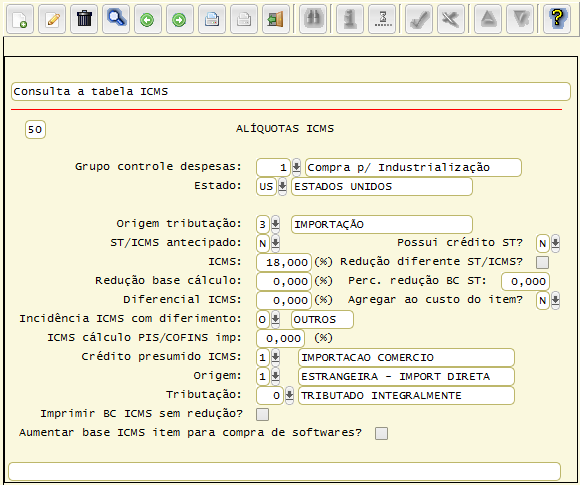 Consulta a tabela ICMS
50 ALÍQUOTAS ICMS
Grupo controle despesas: 1 Compra p/ Industrialização
Estado: US ESTADOS UNIDOS
Origem tributação: 3 IMPORTAÇÃO
ST/ICMS antecipado: N Possui crédito ST? N
ICMS: 18,000 (%) Redução diferente ST/ICMS?
Redução base cálculo: 0,000 (%) Perc. redução BC ST: 0,000
Diferencial ICMS: 0,000 (%) Agregar ao custo do item? N
Incidência ICMS com diferimento: O OUTROS
ICMS cálculo PIS/COFINS imp: 0,000 (%)
Crédito presumido ICMS: 1 IMPORTACAO COMERCIO
Origem: 1 ESTRANGEIRA - IMPORT DIRETA
Tributação: 0 TRIBUTADO INTEGRALMENTE
Imprimir BC ICMS sem redução?
Aumentar base ICMS item para compra de softwares?